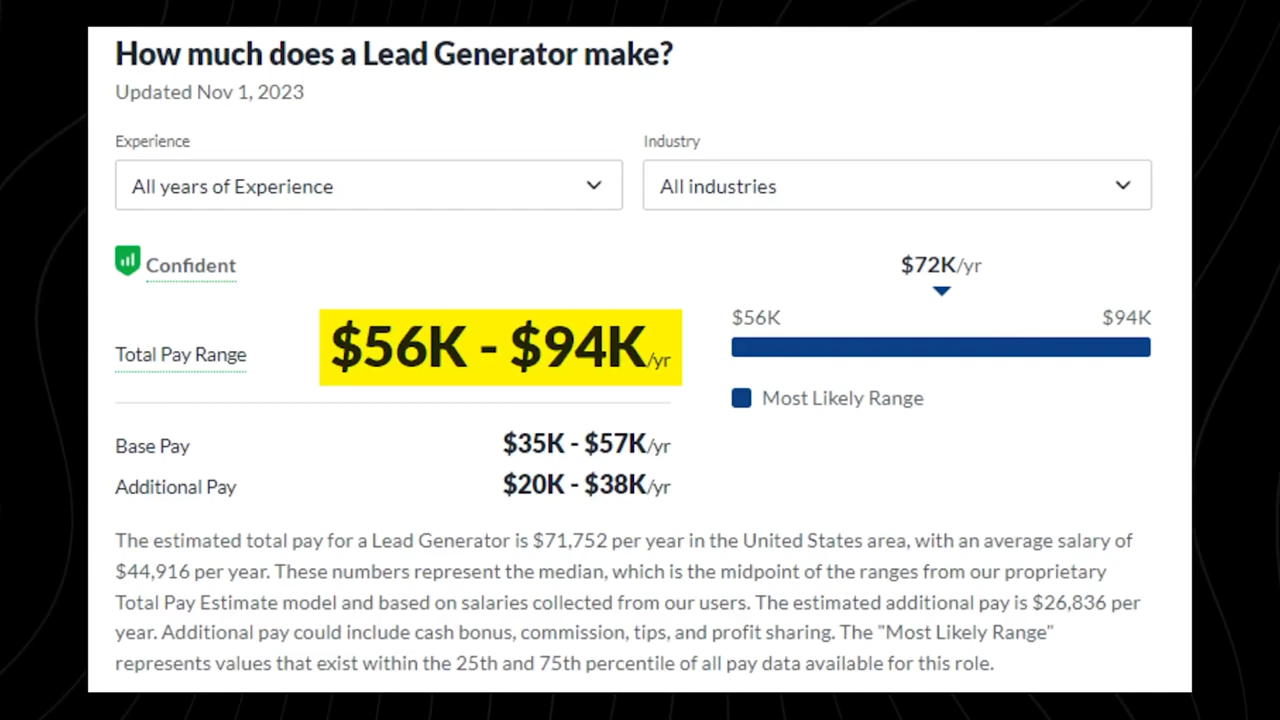 How much does a Lead Generator make?
Updated Nov 1, 2023
Experience
Industry
All years of Experience
All industries
Confident
$72K/yr
$56K
$94K
Total Pay Range
$56K - $94K/yr
Most Likely Range
Base Pay
$35K - $57K/yr
Additional Pay
$20K - $38K/yr
The estimated total pay for a Lead Generator is $71,752 per year in the United States area, with an average salary of
$44,916 per year. These numbers represent the median, which is the midpoint of the ranges from our proprietary
Total Pay Estimate model and based on salaries collected from our users. The estimated additional pay is $26,836 per
year. Additional pay could include cash bonus, commission, tips, and profit sharing. The "Most Likely Range"
represents values that exist within the 25th and 75th percentile of all pay data available for this role.